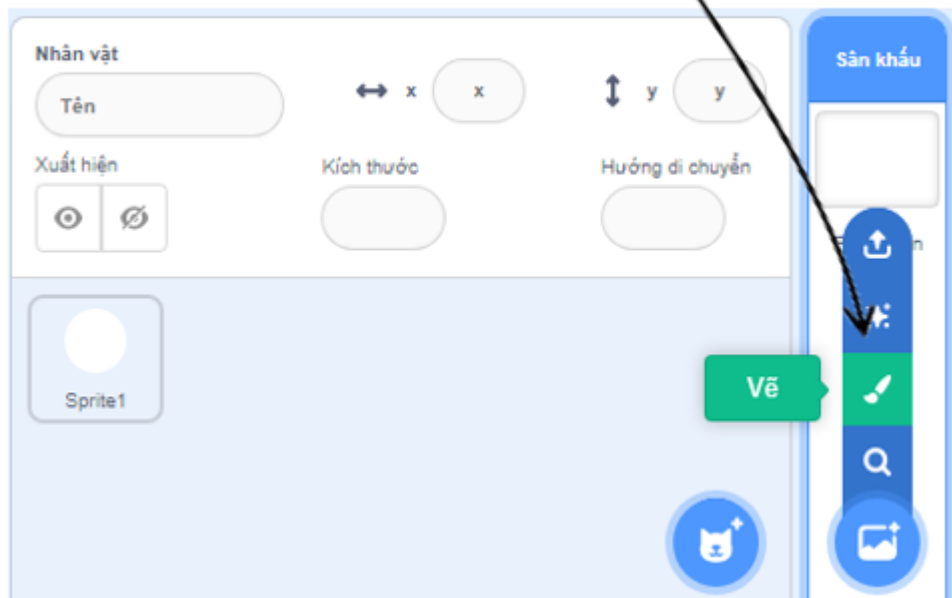 Nhân vật
Sân khấu
Tên
x
x
y
y
Xuất hiện
Kích thước
Hướng di chuyển
Sprite1
Vẽ